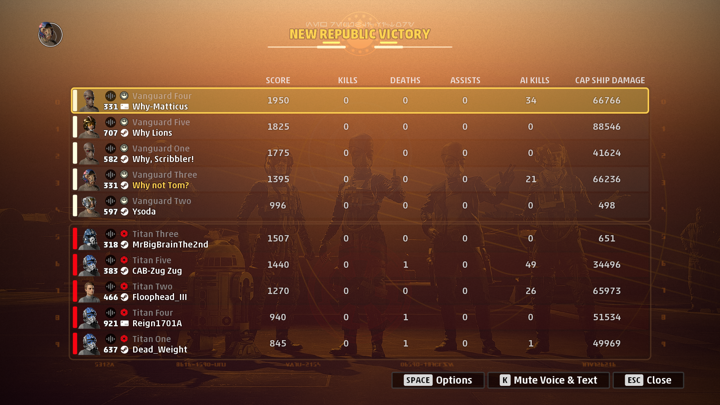 NEW REPUBLIC VICTORY
SCORE KILLS DEATHS ASSISTS AI KILLS CAP SHIP DAMAGE
Vanguard Four
331 Why-Matticus 1950 0 0 0 34 66766
Vanguard Five
707 Why Lions 1825 0 0 0 0 88546
Vanguard One
582 Why, Scribbler! 1775 0 0 0 0 41624
Vanguard Three
331 Why not Tom? 1395 0 0 0 21 66236
Vanguard Two
597 Ysoda 996 0 0 0 0 498
Titan Three
318 MrBigBrainThe2nd 1507 0 0 0 0 651
Titan Five
383 CAB-Zug Zug 1440 0 1 0 49 34496
Titan Two
466 Floophead_III 1270 0 0 0 26 65973
Titan Four
921 Reign1701A 940 0 1 0 0 51534
Titan One
637 Dead_Weight 845 0 1 0 1 49969
SPACE Options K Mute Voice & Text ESC Close